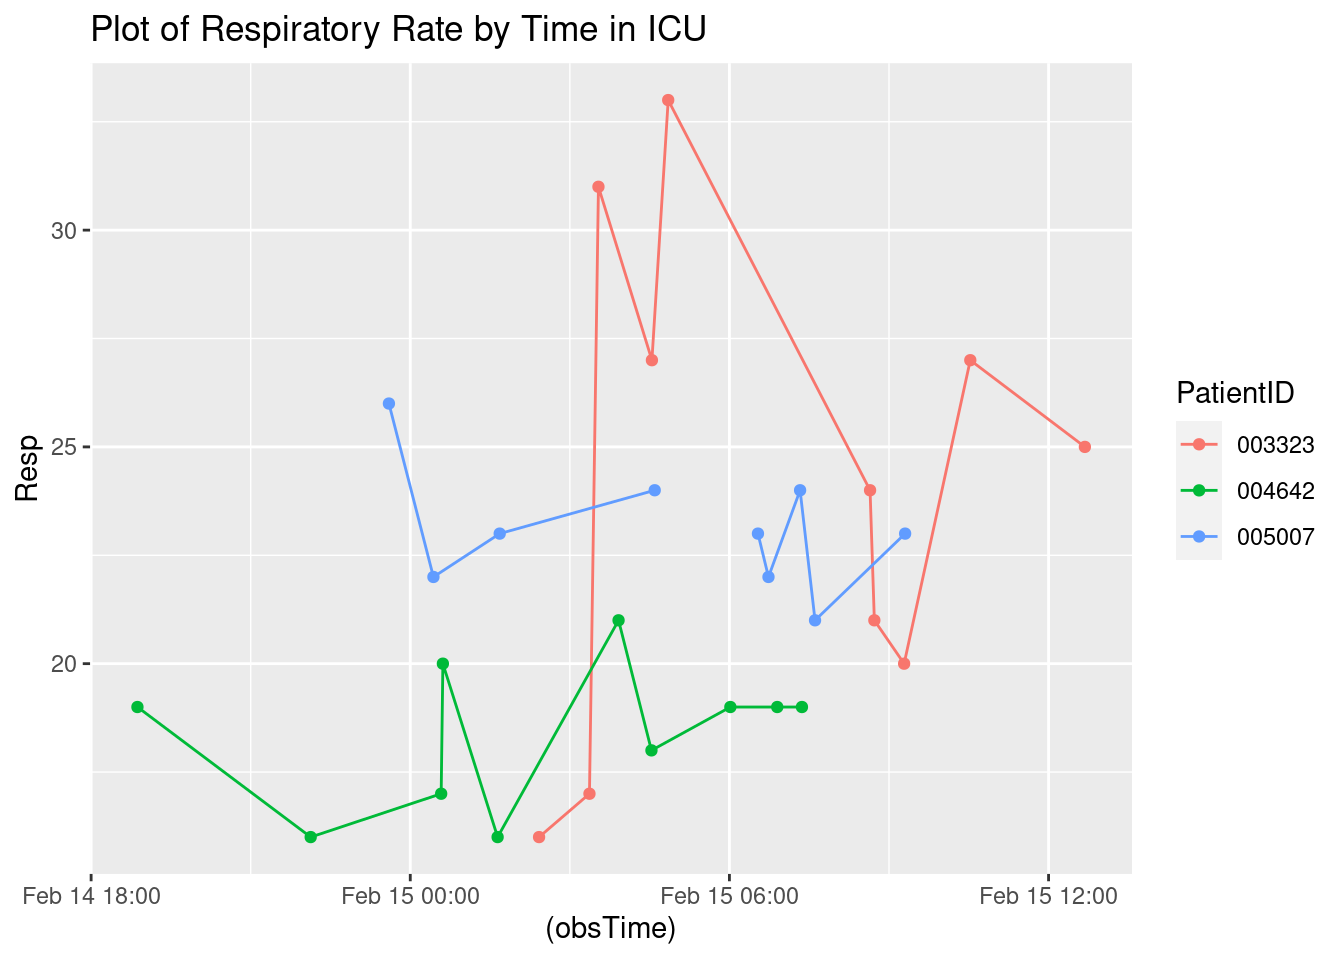 Plot of Respiratory Rate by Time in ICU
30
25
20
Resp
Feb 14 18:00 Feb 15 00:00 Feb 15 06:00 Feb 15 12:00
(obsTime)
PatientID
003323
004642
005007